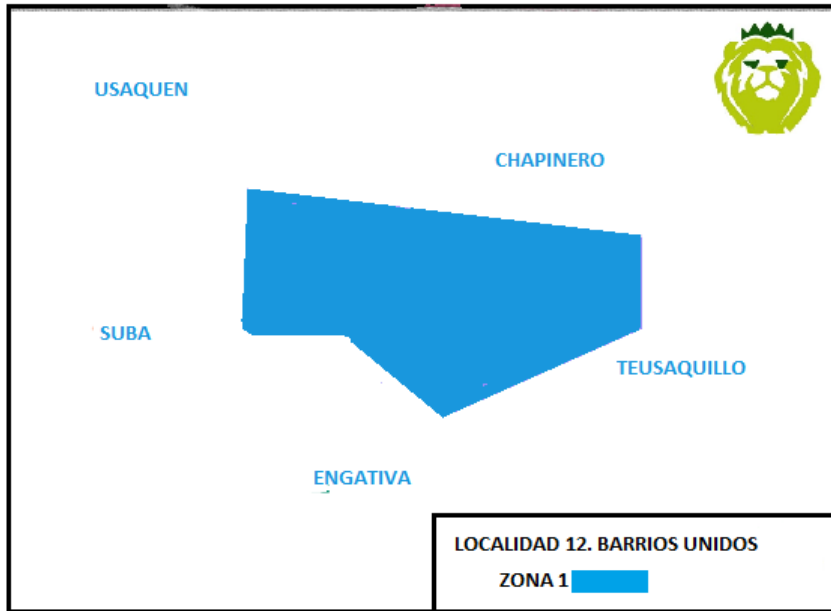 USAQUEN
CHAPINERO
SUBA
TEUSAQUILLO
ENGATIVA
LOCALIDAD 12. BARRIOS UNIDOS
ZONA 1